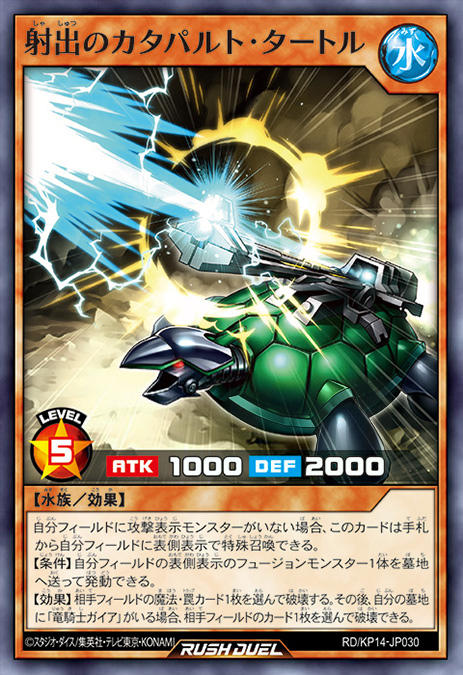 射出のカタパルト・タートル
水
LEVEL
5
ATK 1000 DEF 2000
【水族／効果】
自分フィールドに攻撃表示モンスターがいない場合、このカードは手札
から自分フィールドに表側表示で特殊召喚できる。
【条件】自分フィールドの表側表示のフュージョンモンスター1体を墓地
へ送って発動できる。
【効果】相手フィールドの魔法・罠カード1枚を選んで破壊する。その後、自分の墓地
に「竜騎士ガイア」がいる場合、相手フィールドのカード1枚を選んで破壊できる。
©スタジオ・ダイス/集英社・テレビ東京・KONAMI
RUSH DUEL
RD/KP14-JP030